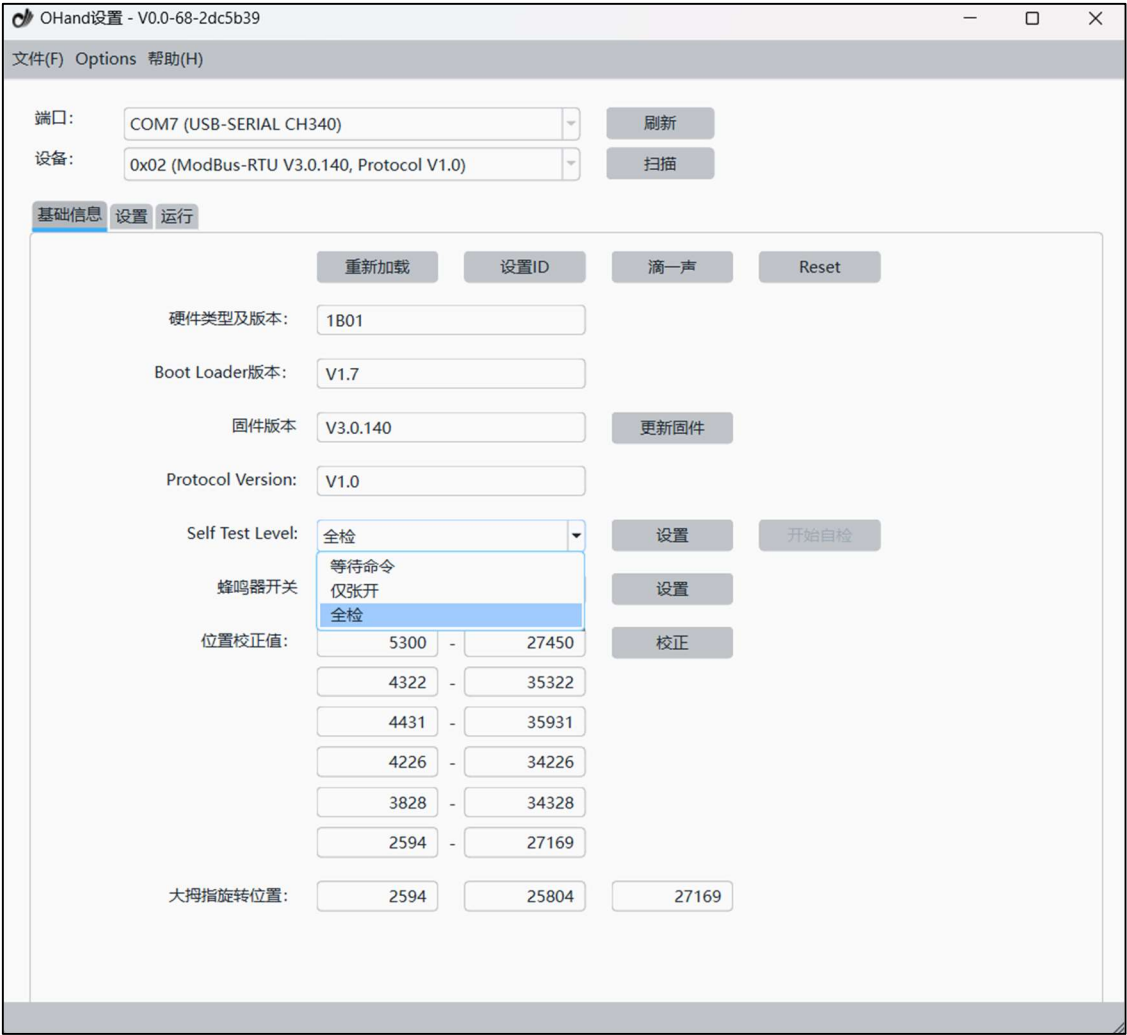 OHand设置 - V0.0-68-2dc5b39
文件(F) Options 帮助(H)
端口: COM7 (USB-SERIAL CH340) 刷新
设备: 0x02 (ModBus-RTU V3.0.140, Protocol V1.0) 扫描
基础信息 设置 运行
重新加载 设置ID 滴一声 Reset
硬件类型及版本: 1B01
Boot Loader版本: V1.7
固件版本 V3.0.140 更新固件
Protocol Version: V1.0
Self Test Level: 全检 设置 开始自检
等待命令
蜂鸣器开关 仅张开 设置
全检
位置校正值: 5300 - 27450 校正
4322 - 35322
4431 - 35931
4226 - 34226
3828 - 34328
2594 - 27169
大拇指旋转位置: 2594 25804 27169